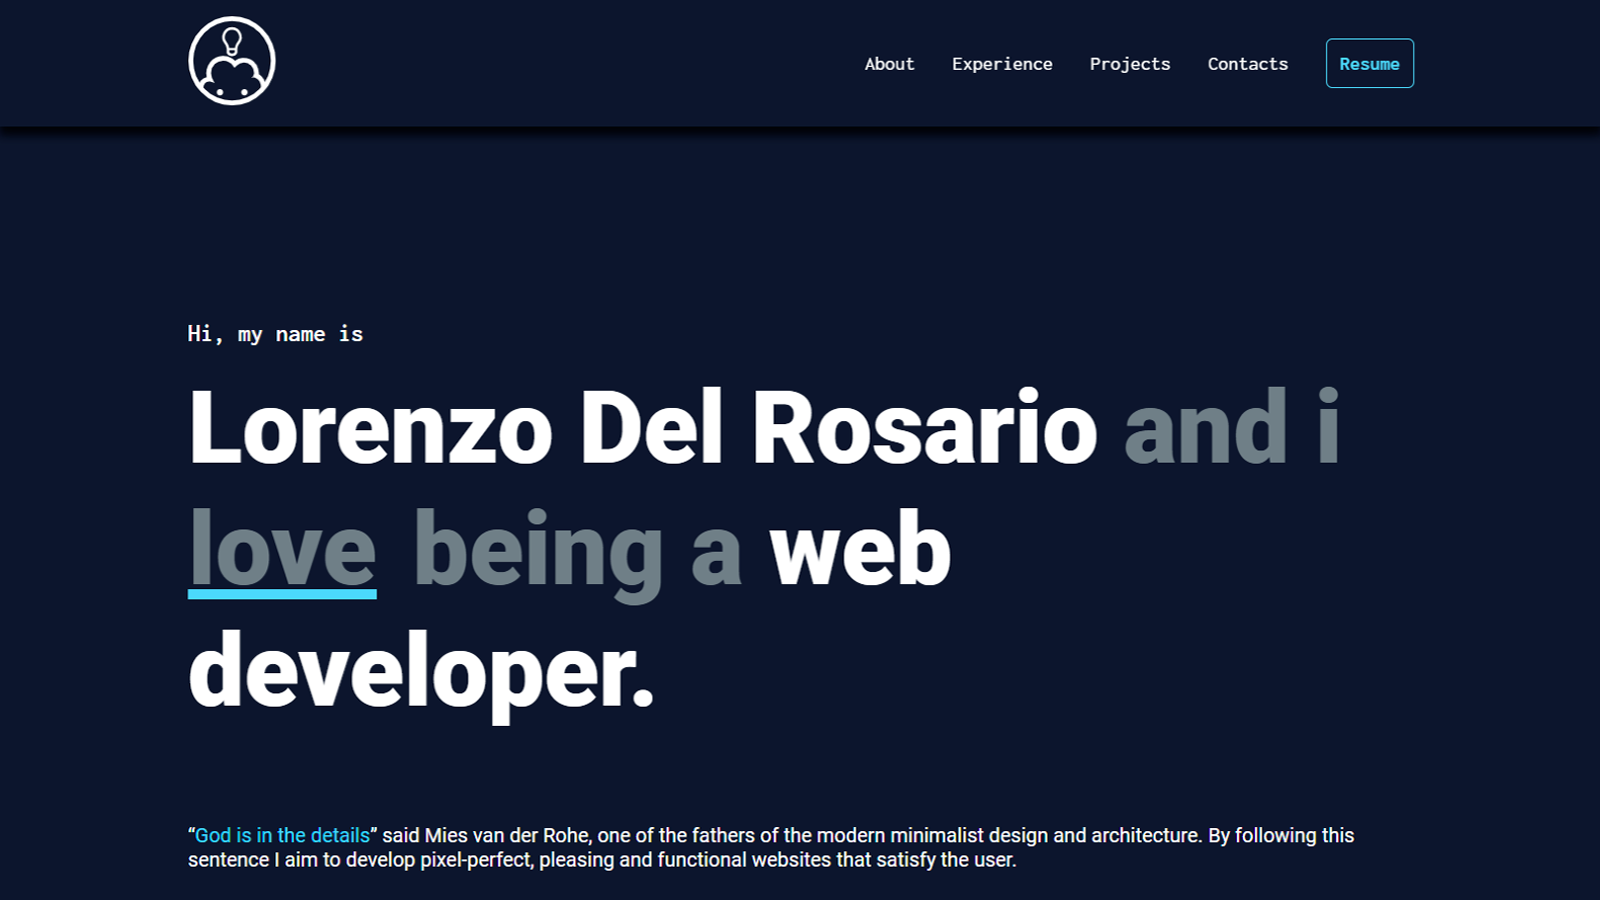 About Experience Projects Contacts Resume
Hi, my name is
Lorenzo Del Rosario and i
love being a web
developer.
“God is in the details” said Mies van der Rohe, one of the fathers of the modern minimalist design and architecture. By following this
sentence I aim to develop pixel-perfect, pleasing and functional websites that satisfy the user.